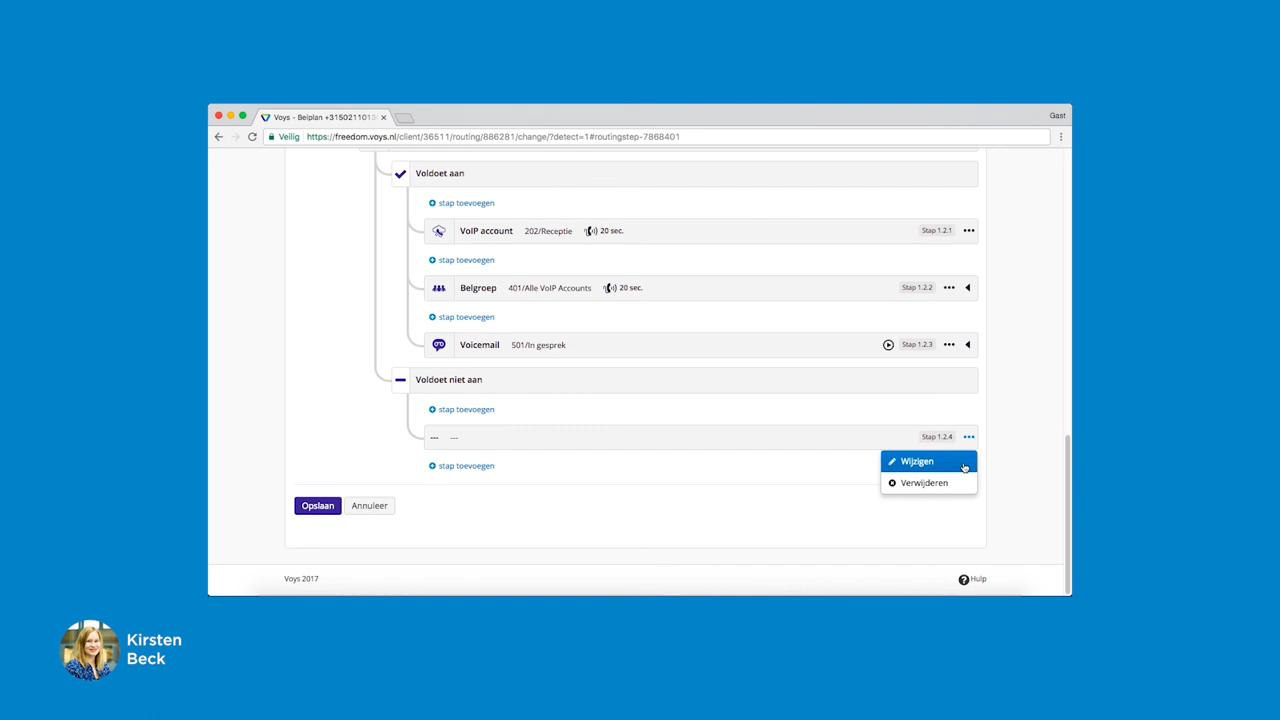 Voys - Belplan +3150211013
Gast
Veilig https://freedom.voys.nl/client/36511/routing/886281/change/?detect=1#routingstep-7868401
Voldoet aan
stap toevoegen
VoIP account 202/Receptie 20 sec. Stap 1.2.1
stap toevoegen
Belgroep 401/Alle VoIP Accounts 20 sec. Stap 1.2.2
stap toevoegen
Voicemail 501/In gesprek Stap 1.2.3
Voldoet niet aan
stap toevoegen
--- --- Stap 1.2.4
Wijzigen
stap toevoegen
Verwijderen
Opslaan Annuleer
Voys 2017 Hulp
Kirsten
Beck